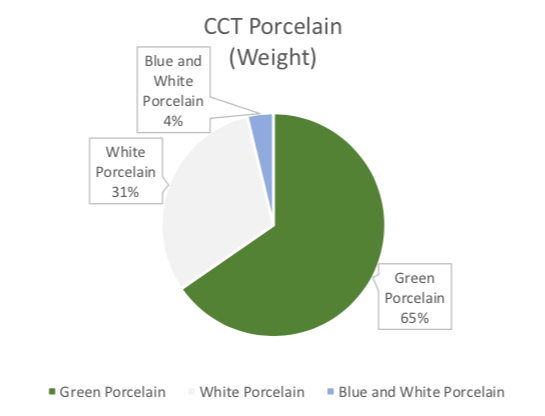 CCT Porcelain
(Weight)
Blue and
White
Porcelain
4%
White
Porcelain
31%
Green
Porcelain
65%
Green Porcelain
White Porcelain
Blue and White Porcelain